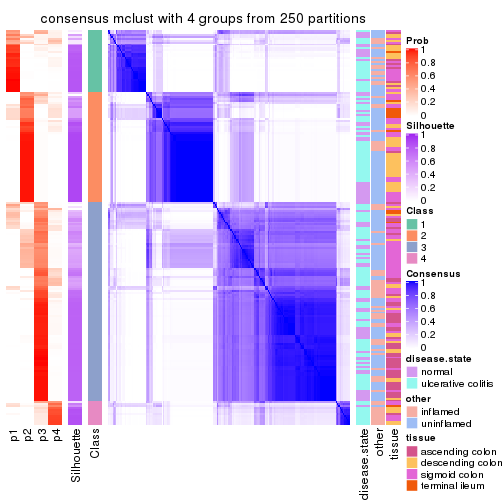 consensus mclust with 4 groups from 250 partitions
p1
p2
p3
p4
Silhouette
Class
disease.state
other
tissue
Prob
1
0.8
0.6
0.4
0.2
0
Silhouette
1
0.8
0.6
0.4
0.2
0
Class
1
2
3
4
Consensus
1
0.8
0.6
0.4
0.2
0
disease.state
normal
ulcerative colitis
other
inflamed
uninflamed
tissue
ascending colon
descending colon
sigmoid colon
terminal ileum